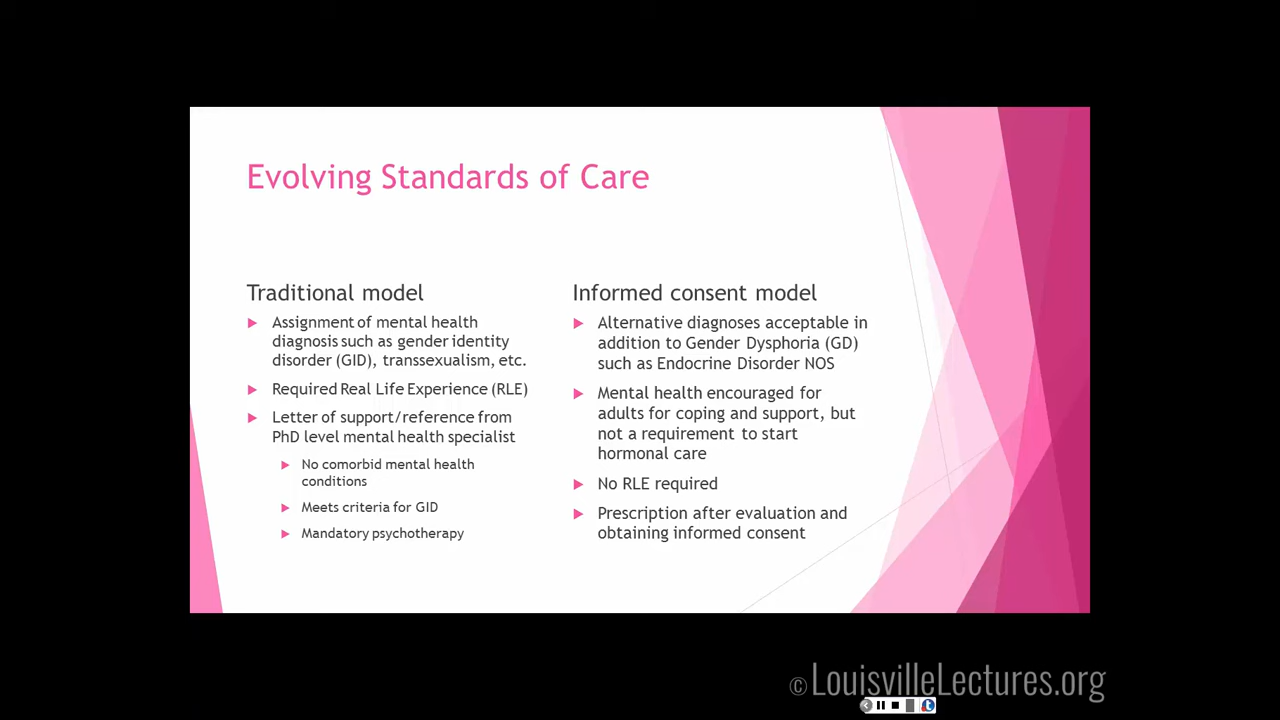 Evolving Standards of Care
Traditional model
Assignment of mental health
diagnosis such as gender identity
disorder (GID), transsexualism, etc.
Required Real Life Experience (RLE)
Letter of support/reference from
PhD level mental health specialist
No comorbid mental health
conditions
Meets criteria for GID
Mandatory psychotherapy
Informed consent model
Alternative diagnoses acceptable in
addition to Gender Dysphoria (GD)
such as Endocrine Disorder NOS
Mental health encouraged for
adults for coping and support, but
not a requirement to start
hormonal care
No RLE required
Prescription after evaluation and
obtaining informed consent
© LouisvilleLectures.org